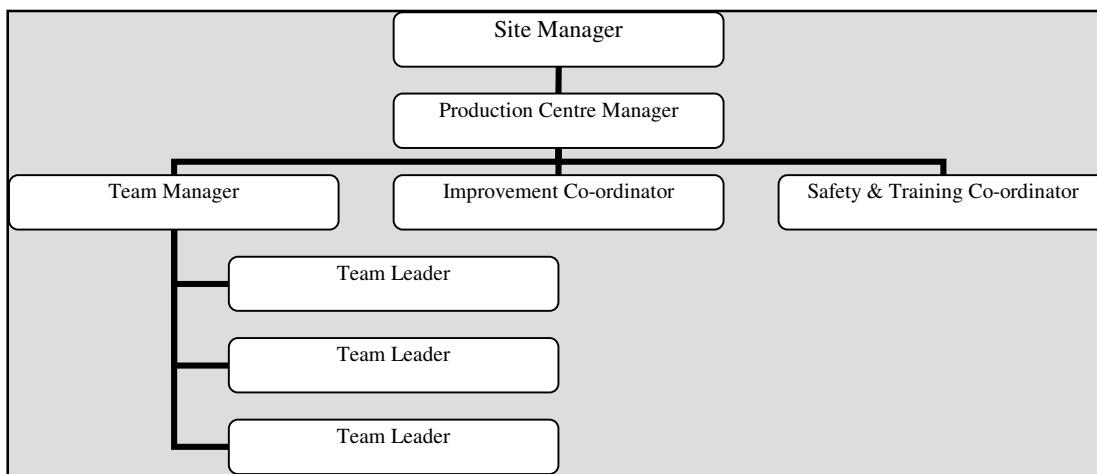 Site Manager
Production Centre Manager
Team Manager
Improvement Co-ordinator
Safety & Training Co-ordinator
Team Leader
Team Leader
Team Leader